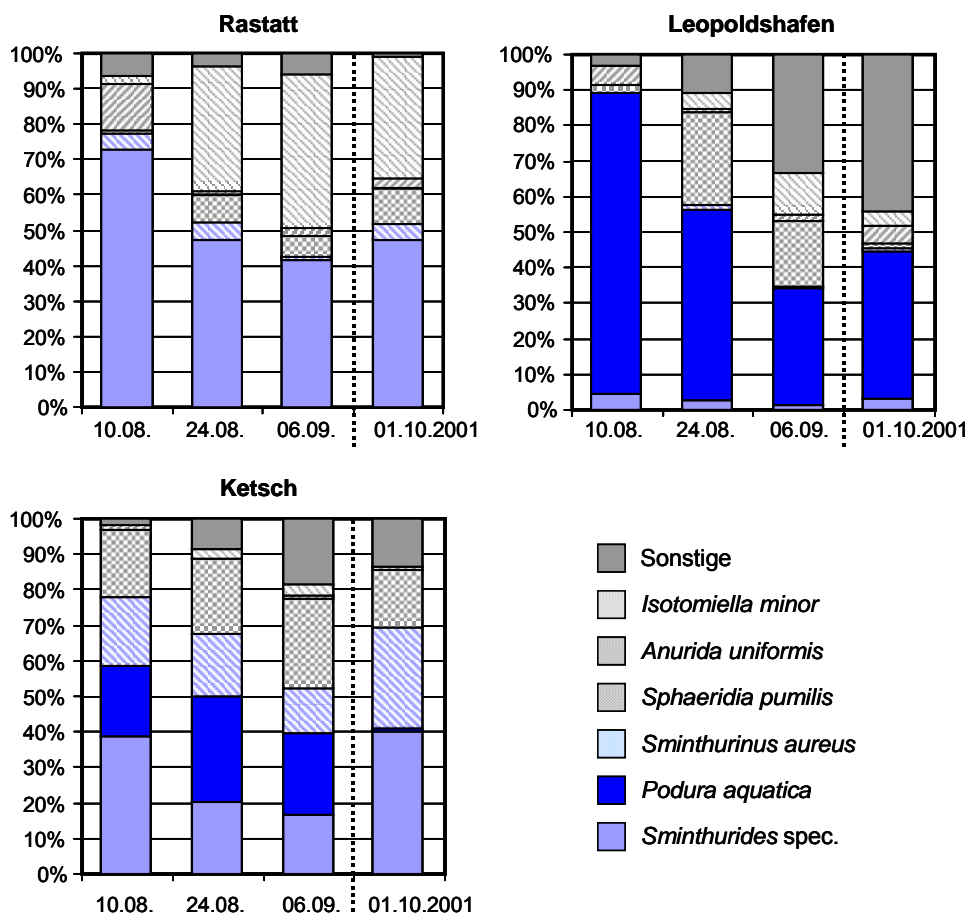 Rastatt
100%
90%
80%
70%
60%
50%
40%
30%
20%
10%
0%
10.08. 24.08. 06.09. 01.10.2001
Leopoldshafen
100%
90%
80%
70%
60%
50%
40%
30%
20%
10%
0%
10.08. 24.08. 06.09. 01.10.2001
Ketsch
100%
90%
80%
70%
60%
50%
40%
30%
20%
10%
0%
10.08. 24.08. 06.09. 01.10.2001
Sonstige
Isotomiella minor
Anurida uniformis
Sphaeridia pumilis
Sminthurinus aureus
Podura aquatica
Sminthurides spec.